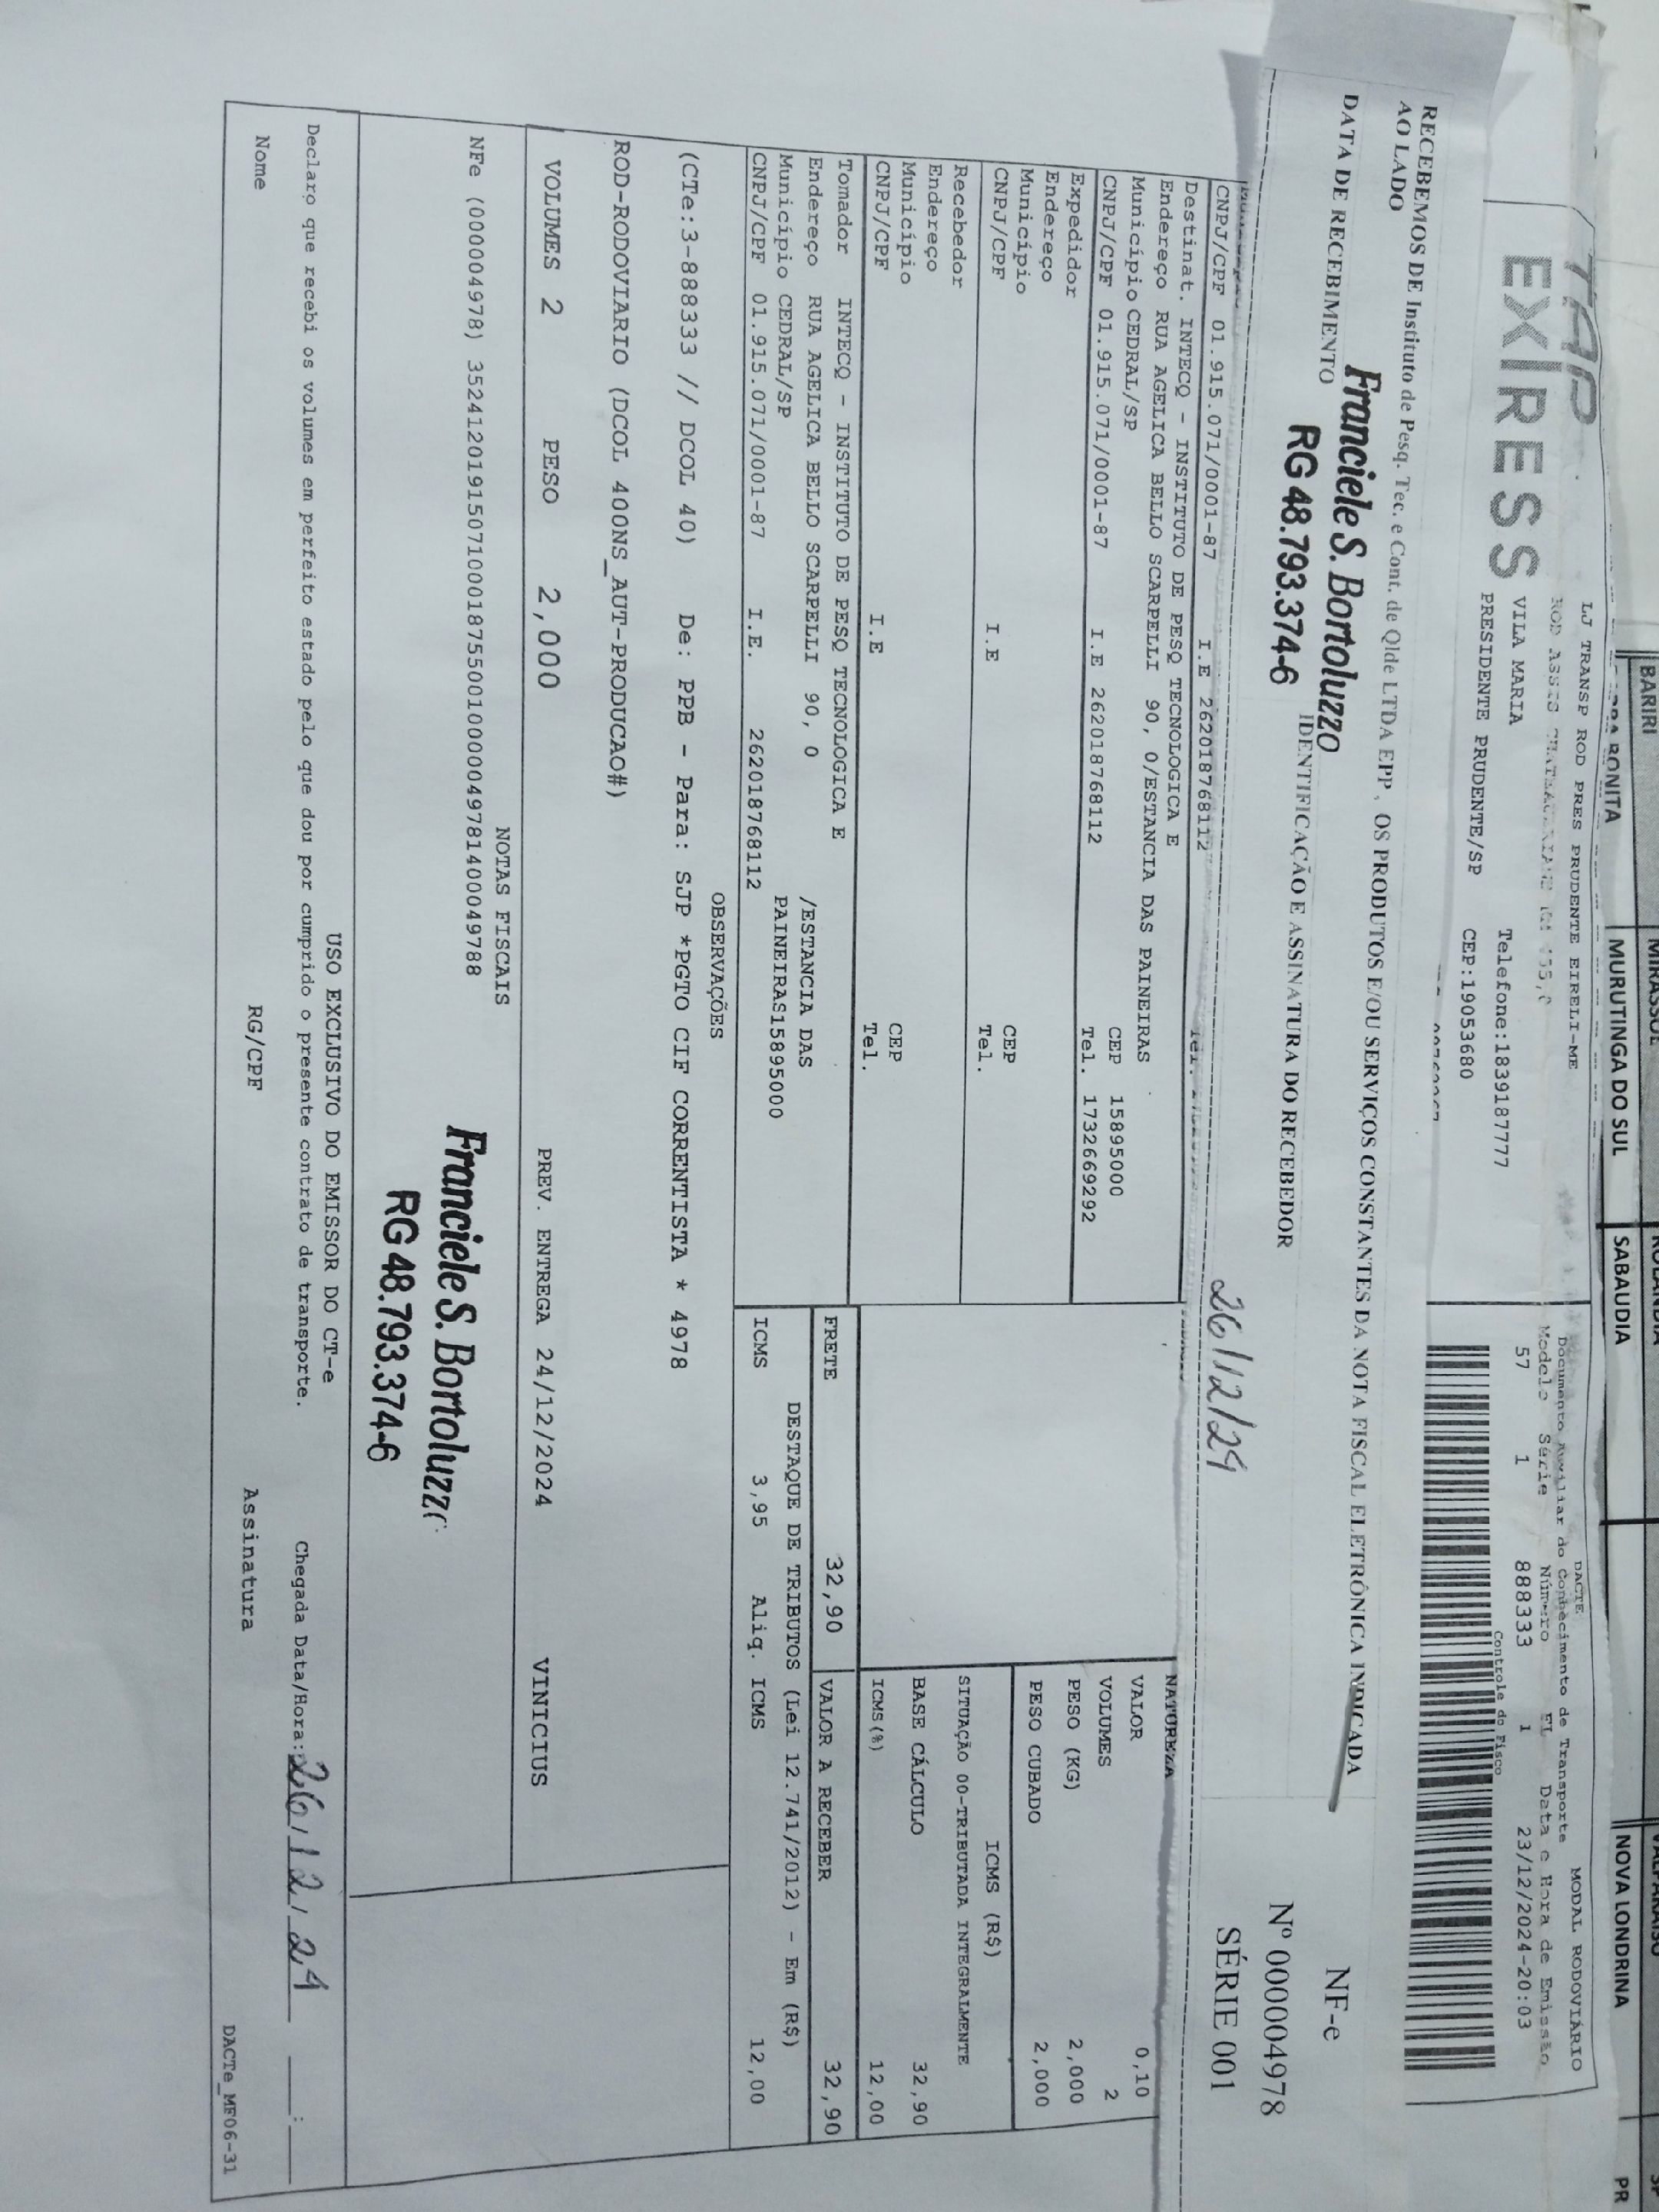 BARIRI
BARRA BONITA
MURUTINGA DO SUL
SABAUDIA
NOVA LONDRINA
PR
TAP
EXPRESS
LJ TRANSP ROD PRES PRUDENTE EIRELI-ME
ROD ASSIS CHATEAUBRIAND KM 455,0
VILA MARIA
Telefone:1839187777
PRESIDENTE PRUDENTE/SP
CEP:19053680
DACTE
MODAL RODOVIÁRIO
Documento Auxiliar do Conhecimento de Transporte
Modelo Série Número FL Data e Hora de Emissão
57 1 888333 1 23/12/2024-20:03
Controle do Fisco
RECEBEMOS DE Instituto de Pesq. Tec. e Cont. de Qlde LTDA EPP , OS PRODUTOS E/OU SERVIÇOS CONSTANTES DA NOTA FISCAL ELETRÔNICA INDICADA
AO LADO
NF-e
Nº 000004978
SÉRIE 001
DATA DE RECEBIMENTO
IDENTIFICAÇÃO E ASSINATURA DO RECEBEDOR
Franciele S. Bortoluzzo
RG 48.793.374-6
26/12/24
CNPJ/CPF 01.915.071/0001-87 I.E 262018768112
Destinat. INTECQ - INSTITUTO DE PESQ TECNOLOGICA E
Endereço RUA AGELICA BELLO SCARPELLI 90, 0/ESTANCIA DAS PAINEIRAS
Município CEDRAL/SP CEP 15895000
CNPJ/CPF 01.915.071/0001-87 I.E 262018768112 Tel. 1732669292
Expedidor
Endereço
Município CEP
CNPJ/CPF I.E Tel.
Recebedor
Endereço
Município CEP
CNPJ/CPF I.E Tel.
Tomador INTECQ - INSTITUTO DE PESQ TECNOLOGICA E
Endereço RUA AGELICA BELLO SCARPELLI 90, 0 /ESTANCIA DAS
Município CEDRAL/SP PAINEIRAS15895000
CNPJ/CPF 01.915.071/0001-87 I.E. 262018768112
NATUREZA
VALOR 0,10
VOLUMES 2
PESO (KG) 2,000
PESO CUBADO 2,000
ICMS (R$)
SITUAÇÃO 00-TRIBUTADA INTEGRALMENTE
BASE CÁLCULO 32,90
ICMS(%) 12,00
FRETE 32,90 VALOR A RECEBER 32,90
DESTAQUE DE TRIBUTOS (Lei 12.741/2012) - Em (R$)
ICMS 3,95 Aliq. ICMS 12,00
OBSERVAÇÕES
(CTe:3-888333 // DCOL 40) De: PPB - Para: SJP *PGTO CIF CORRENTISTA * 4978
ROD-RODOVIARIO (DCOL 400NS_AUT-PRODUCAO#)
VOLUMES 2 PESO 2,000 PREV. ENTREGA 24/12/2024 VINICIUS
NOTAS FISCAIS
NFe (000004978) 35241201915071000187550010000049781400049788
Franciele S. Bortoluzzo
RG 48.793.374-6
USO EXCLUSIVO DO EMISSOR DO CT-e
Declaro que recebi os volumes em perfeito estado pelo que dou por cumprido o presente contrato de transporte. Chegada Data/Hora: 26/12/24 ___:___
Nome RG/CPF Assinatura
DACTe_MF06-31